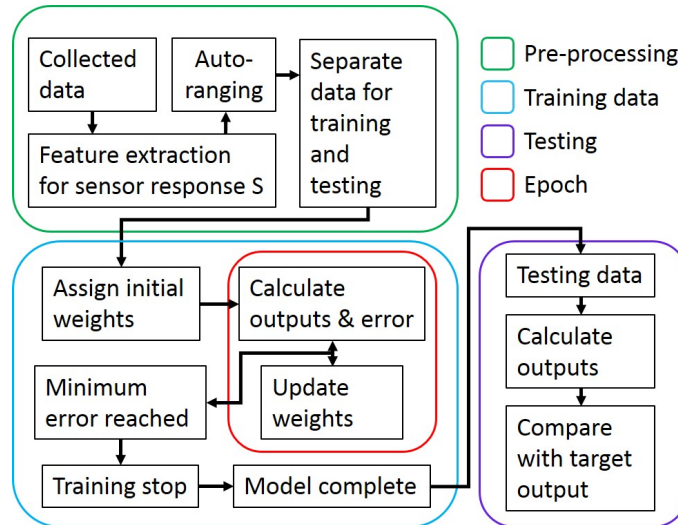 Collected
data
Auto-
ranging
Separate
data for
training
and
testing
Feature extraction
for sensor response S
Pre-processing
Training data
Testing
Epoch
Assign initial
weights
Calculate
outputs & error
Minimum
error reached
Update
weights
Training stop
Model complete
Testing data
Calculate
outputs
Compare
with target
output